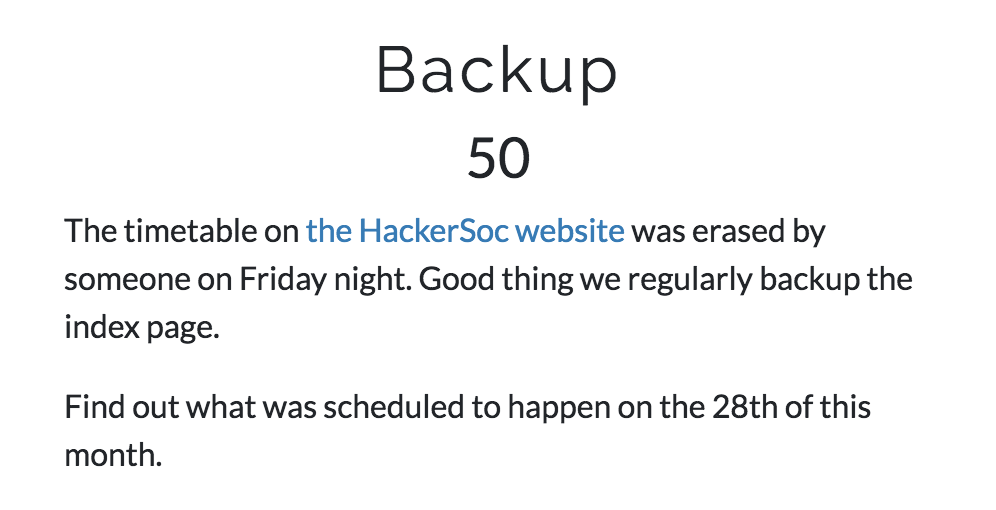 Backup
50
The timetable on the HackerSoc website was erased by
someone on Friday night. Good thing we regularly backup the
index page.
Find out what was scheduled to happen on the 28th of this
month.